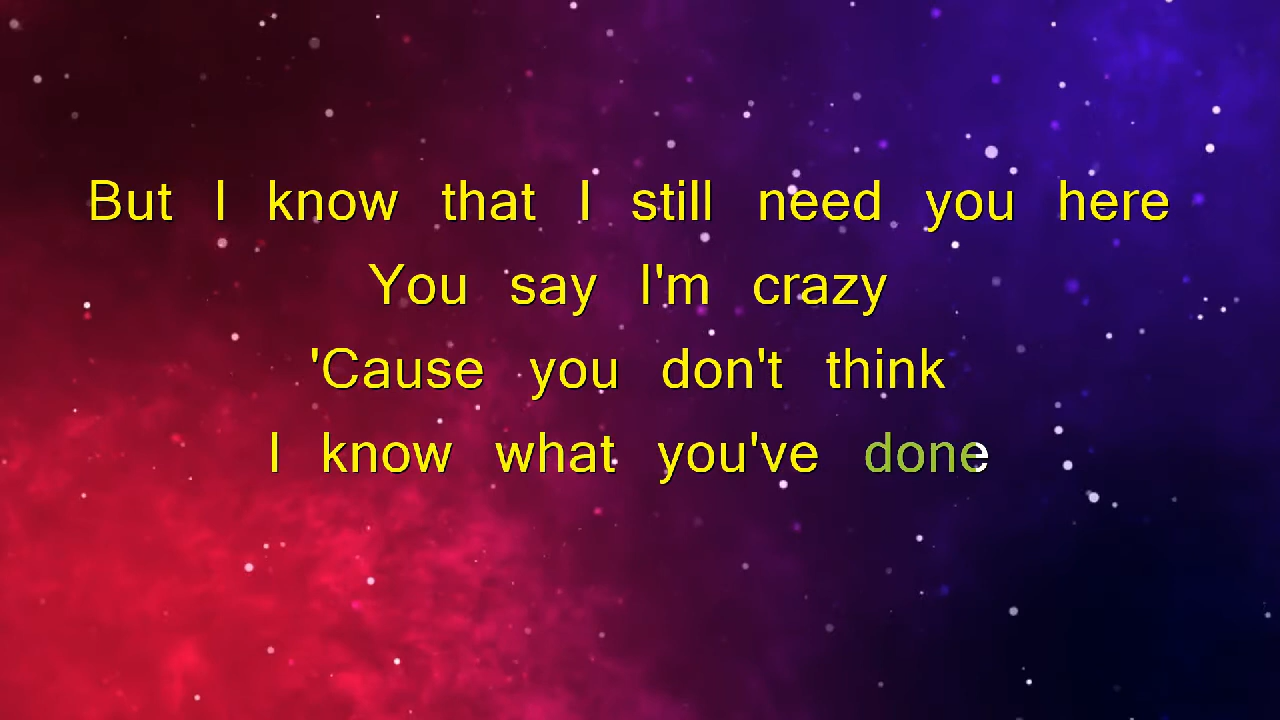 But I know that I still need you here
You say I'm crazy
'Cause you don't think
I know what you've done